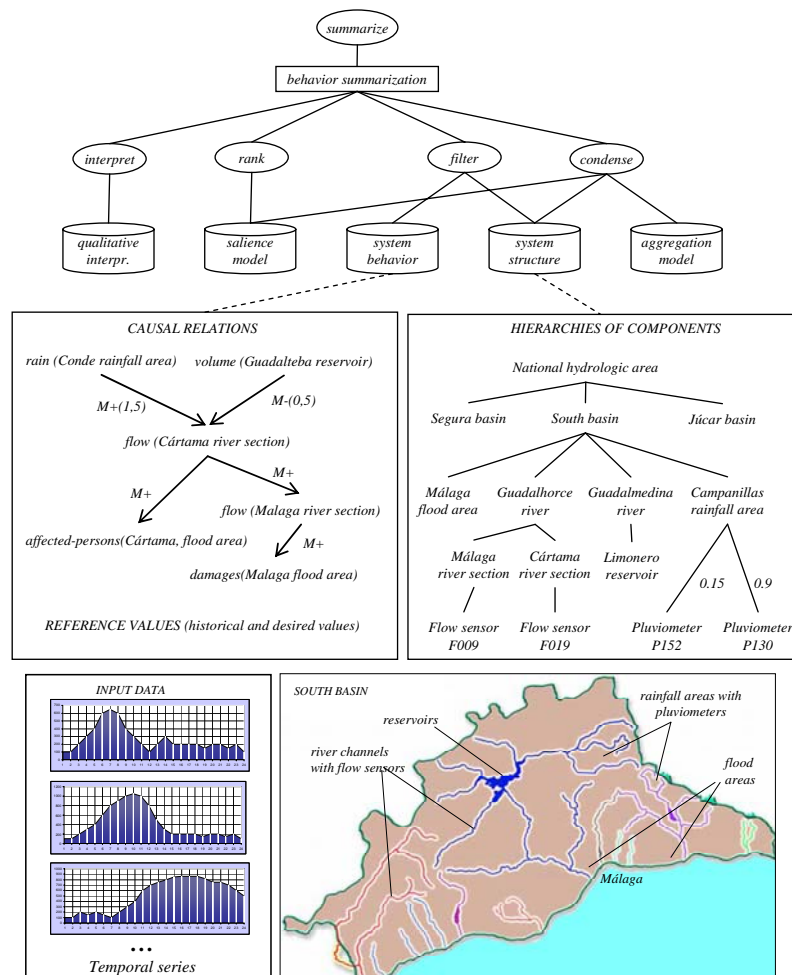 summarize
behavior summarization
interpret
rank
filter
condense
qualitative
interpr.
salience
model
system
behavior
system
structure
aggregation
model
CAUSAL RELATIONS
rain (Conde rainfall area)
volume (Guadalteba reservoir)
M+(1,5)
M-(0,5)
flow (Cártama river section)
M+
M+
flow (Malaga river section)
affected-persons(Cártama, flood area)
M+
damages(Malaga flood area)
REFERENCE VALUES (historical and desired values)
HIERARCHIES OF COMPONENTS
National hydrologic area
Segura basin
South basin
Júcar basin
Málaga
flood area
Guadalhorce
river
Guadalmedina
river
Campanillas
rainfall area
Málaga
river section
Cártama
river section
Limonero
reservoir
0.15
0.9
Flow sensor
F009
Flow sensor
F019
Pluviometer
P152
Pluviometer
P130
INPUT DATA
...
Temporal series
SOUTH BASIN
reservoirs
rainfall areas with
pluviometers
river channels
with flow sensors
flood
areas
Málaga